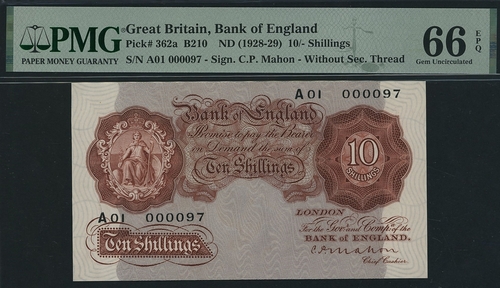 PMG
PAPER MONEY GUARANTY
Great Britain, Bank of England
Pick# 362a B210 ND (1928-29) 10/- Shillings
S/N A01 000097 - Sign. C.P. Mahon - Without Sec. Thread
66 EPQ
Gem Uncirculated
A01 000097
Bank of England
Promise to pay the Bearer
on Demand the sum of
Ten Shillings
10
SHILLINGS
A01 000097
LONDON
For the Govr. and Compa. of the
BANK OF ENGLAND.
Ten Shillings
C.P. Mahon
Chief Cashier.